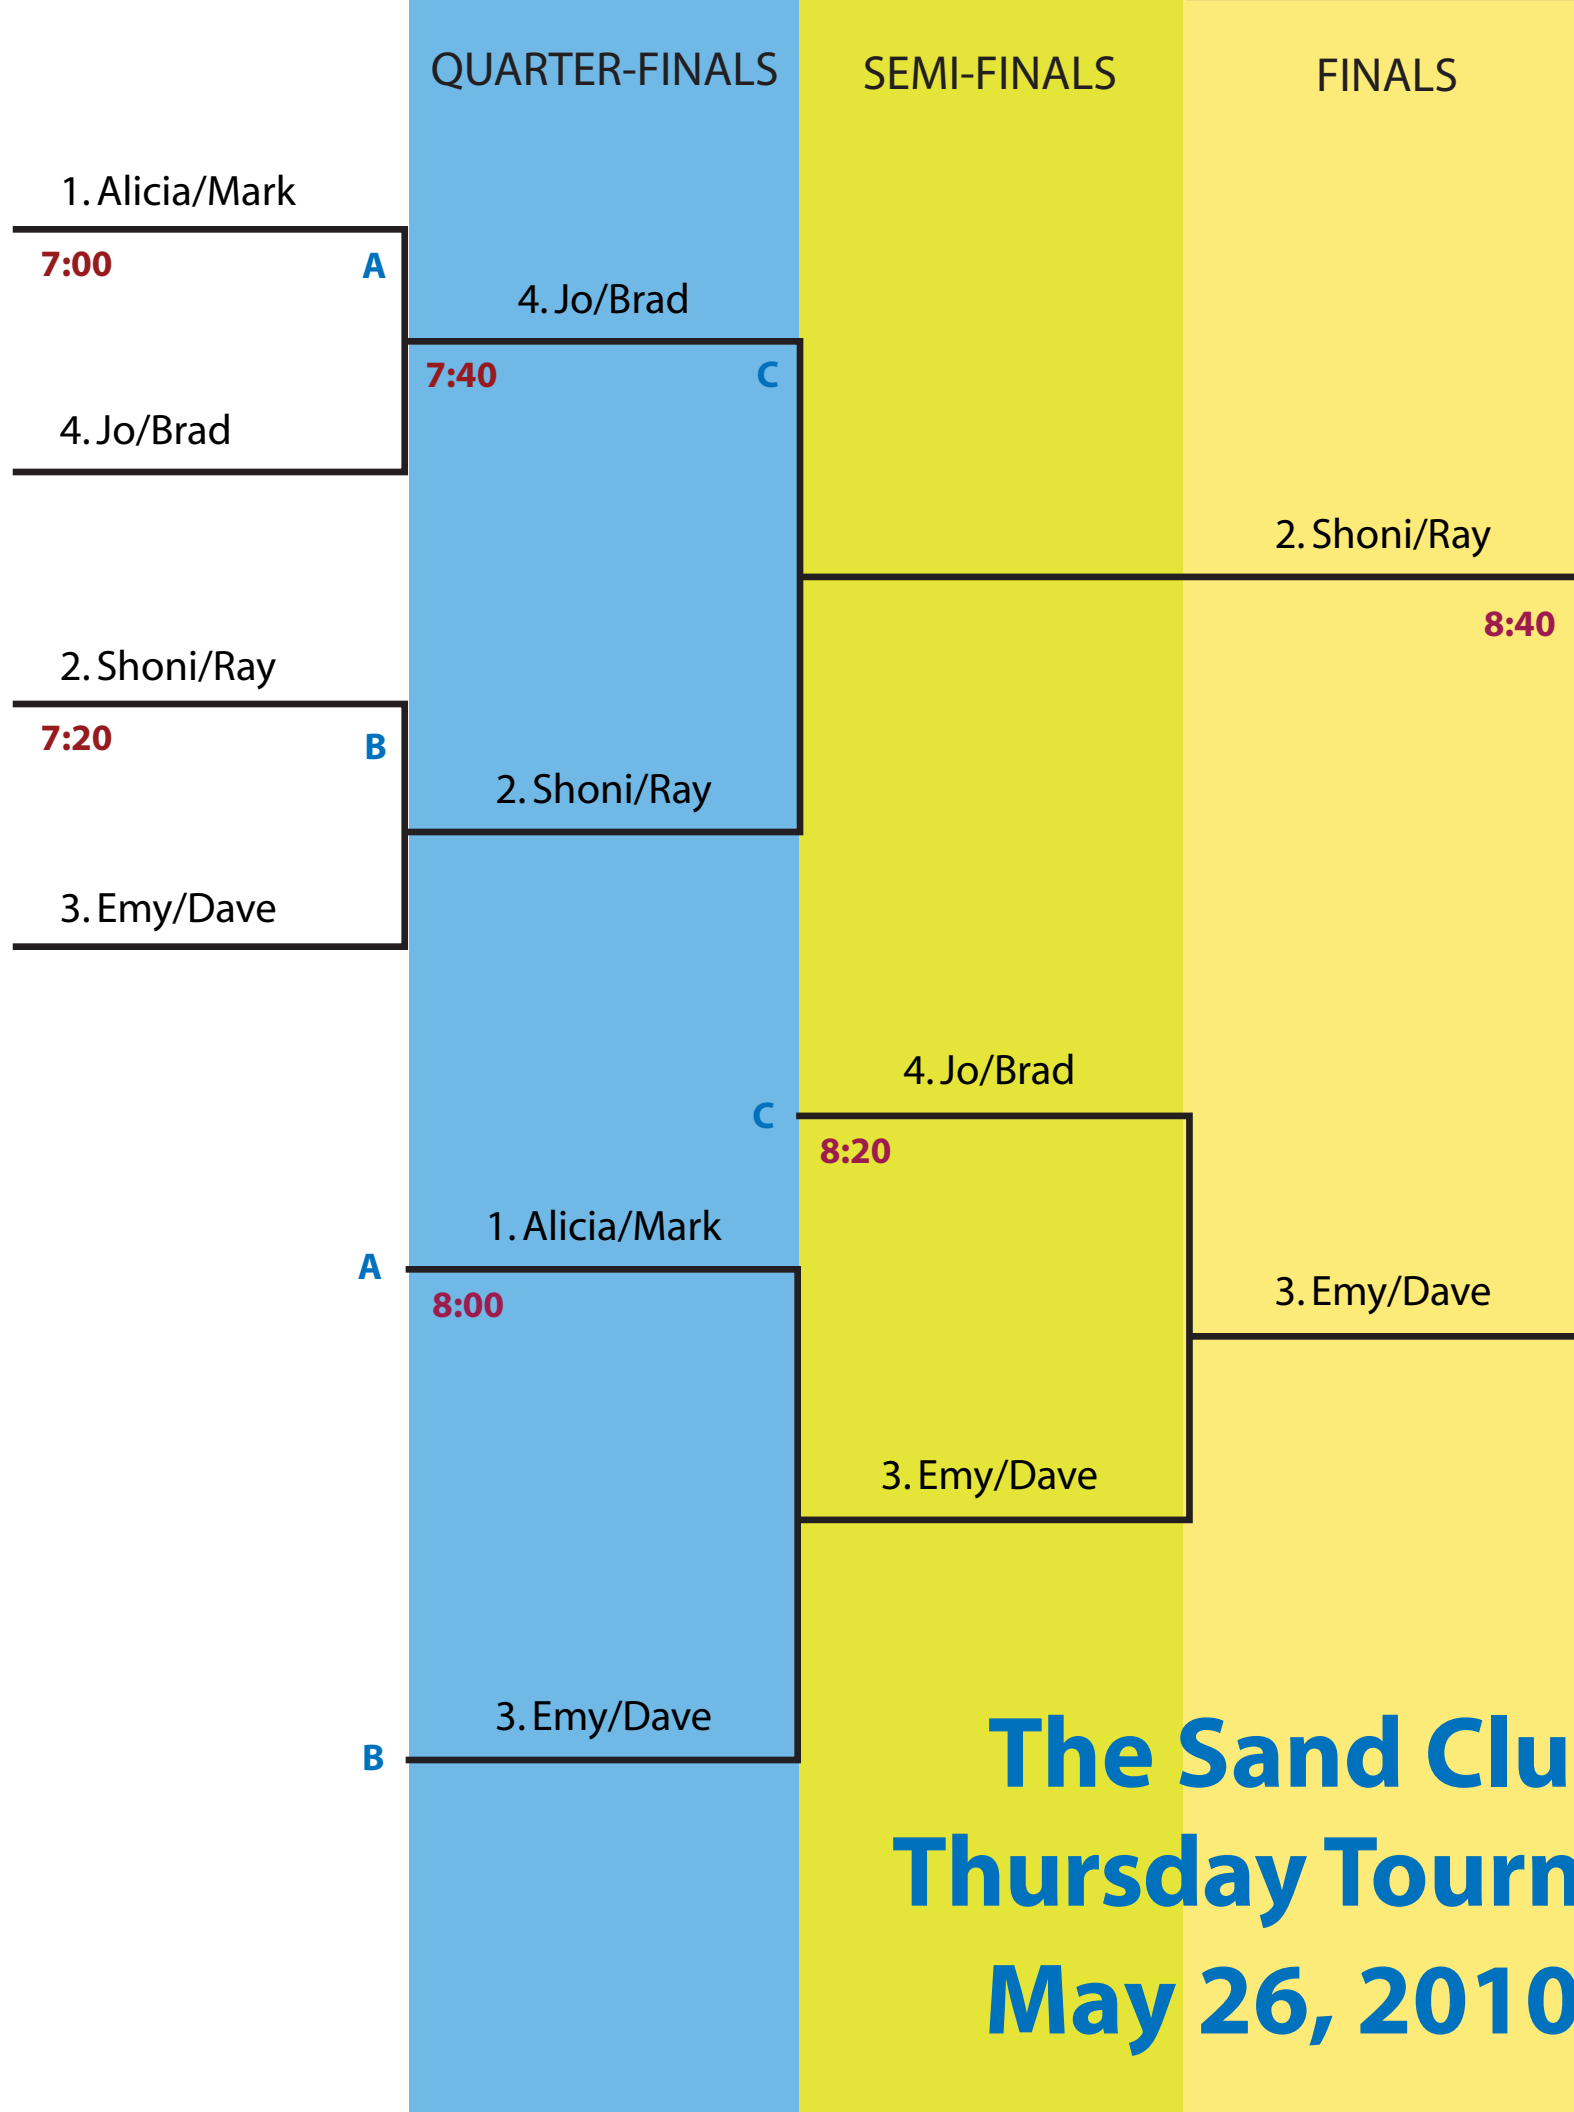 QUARTER-FINALS
SEMI-FINALS
FINALS
1. Alicia/Mark
7:00
A
4. Jo/Brad
7:40
C
4. Jo/Brad
2. Shoni/Ray
8:40
2. Shoni/Ray
7:20
B
2. Shoni/Ray
3. Emy/Dave
4. Jo/Brad
C
8:20
1. Alicia/Mark
A
8:00
3. Emy/Dave
3. Emy/Dave
3. Emy/Dave
B
The Sand Clu
Thursday Tourn
May 26, 2010